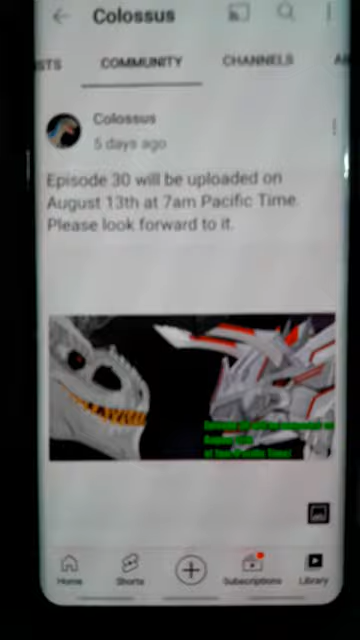 Colossus
STS COMMUNITY CHANNELS A
Colossus
5 days ago
Episode 30 will be uploaded on
August 13th at 7am Pacific Time.
Please look forward to it.
Home Shorts Subscriptions Library